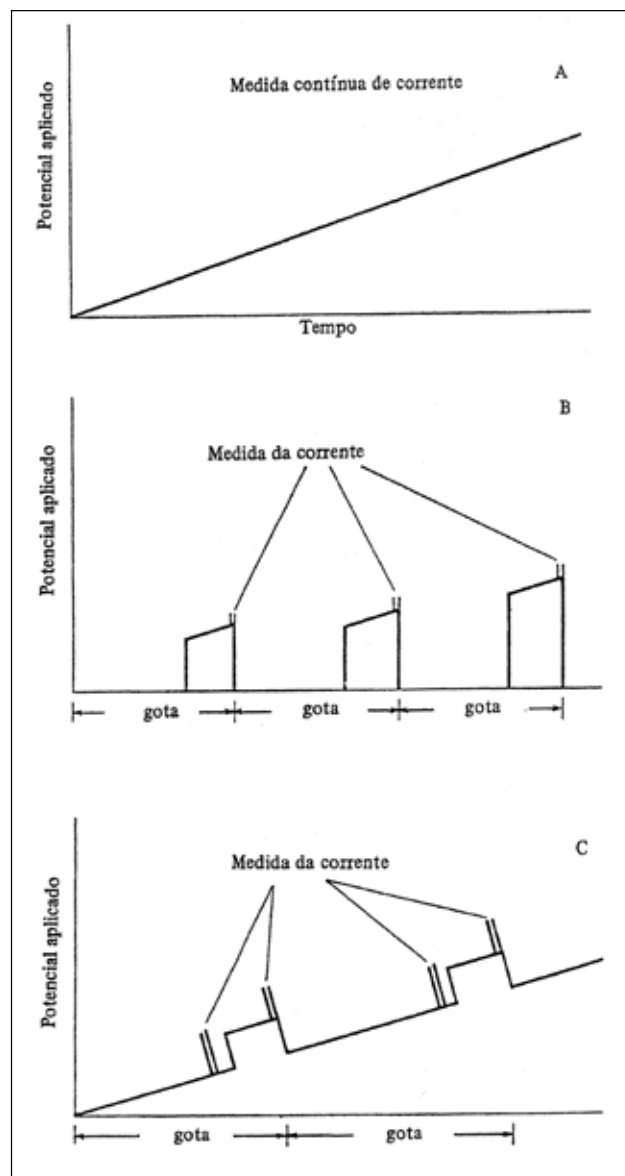 A
Medida contínua de corrente
Potencial aplicado
Tempo
B
Medida da corrente
Potencial aplicado
gota gota gota
C
Medida da corrente
Potencial aplicado
gota gota